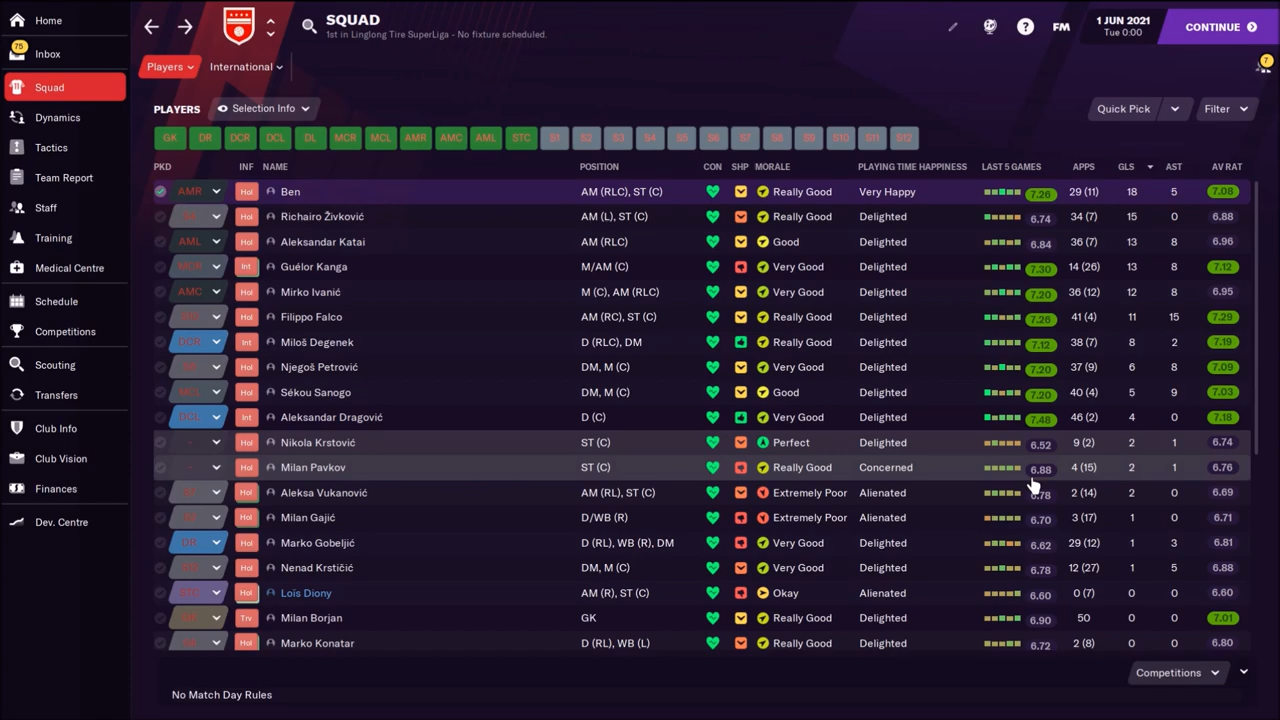 Home
Inbox
75
Squad
Dynamics
Tactics
Team Report
Staff
Training
Medical Centre
Schedule
Competitions
Scouting
Transfers
Club Info
Club Vision
Finances
Dev. Centre
SQUAD
1st in Linglong Tire SuperLiga - No fixture scheduled.
? FM 1 JUN 2021 Tue 0:00 CONTINUE
7
Players International
PLAYERS Selection Info Quick Pick Filter
GK DR DCR DCL DL MCR MCL AMR AMC AML STC S1 S2 S3 S4 S5 S6 S7 S8 S9 S10 S11 S12
PKD INF NAME POSITION CON SHP MORALE PLAYING TIME HAPPINESS LAST 5 GAMES APPS GLS AST AV RAT
AMR Hol Ben AM (RLC), ST (C) Really Good Very Happy 7.26 29 (11) 18 5 7.08
Hol Richairo Živković AM (L), ST (C) Really Good Delighted 6.74 34 (7) 15 0 6.88
AML Hol Aleksandar Katai AM (RLC) Good Delighted 6.84 36 (7) 13 8 6.96
MCR Int Guélor Kanga M/AM (C) Very Good Delighted 7.30 14 (26) 13 8 7.12
AMC Hol Mirko Ivanić M (C), AM (RLC) Very Good Delighted 7.20 36 (12) 12 8 6.95
Hol Filippo Falco AM (RC), ST (C) Really Good Delighted 7.26 41 (4) 11 15 7.29
DCR Int Miloš Degenek D (RLC), DM Really Good Delighted 7.12 38 (7) 8 2 7.19
Hol Njegoš Petrović DM, M (C) Really Good Delighted 7.20 37 (9) 6 8 7.09
MCL Hol Sékou Sanogo DM, M (C) Good Delighted 7.20 40 (4) 5 9 7.03
DCL Int Aleksandar Dragović D (C) Very Good Delighted 7.48 46 (2) 4 0 7.18
- Hol Nikola Krstović ST (C) Perfect Delighted 6.52 9 (2) 2 1 6.74
- Hol Milan Pavkov ST (C) Really Good Concerned 6.88 4 (15) 2 1 6.76
Hol Aleksa Vukanović AM (RL), ST (C) Extremely Poor Alienated 6.78 2 (14) 2 0 6.69
Hol Milan Gajić D/WB (R) Extremely Poor Alienated 6.70 3 (17) 1 0 6.71
DR Hol Marko Gobeljić D (RL), WB (R), DM Very Good Delighted 6.62 29 (12) 1 3 6.81
Hol Nenad Krstičić DM, M (C) Very Good Delighted 6.78 12 (27) 1 5 6.88
STC Hol Loïs Diony AM (R), ST (C) Okay Alienated 6.60 0 (7) 0 0 6.60
Trv Milan Borjan GK Really Good Delighted 6.90 50 0 0 7.01
Hol Marko Konatar D (RL), WB (L) Really Good Delighted 6.72 2 (8) 0 0 6.80
Competitions
No Match Day Rules